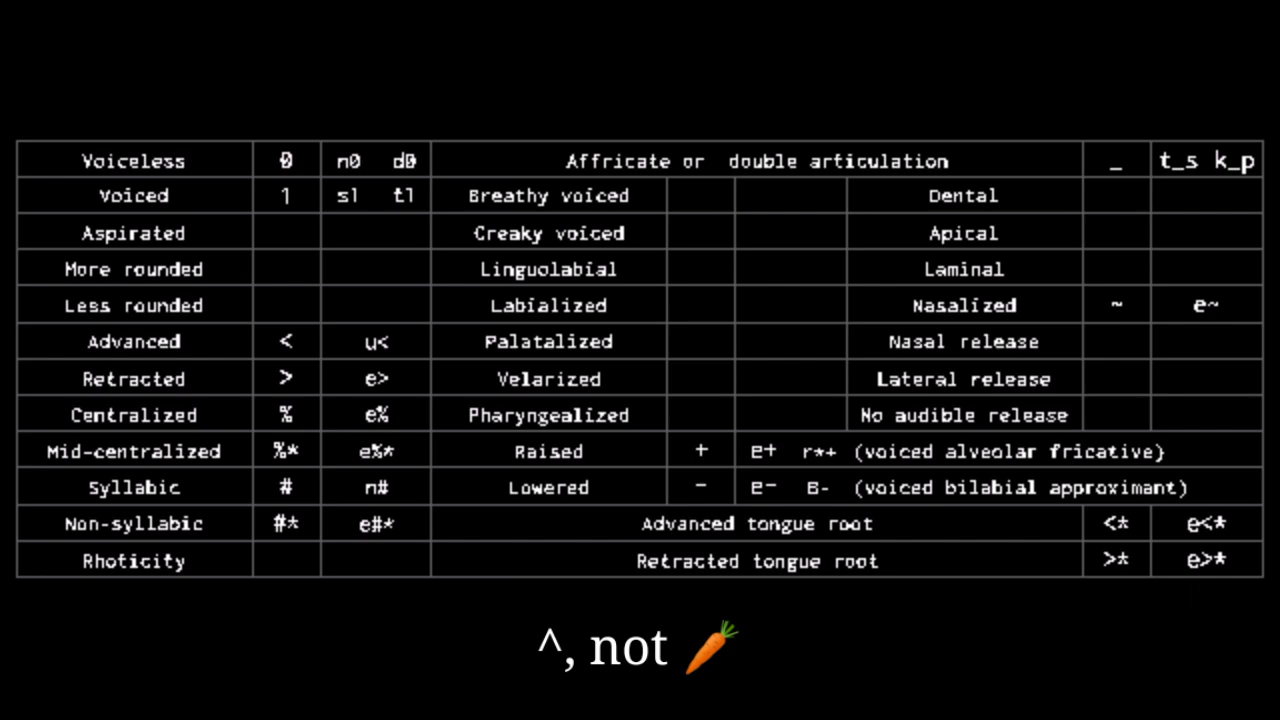 Voiceless 0 n0 d0 Affricate or double articulation _ t_s k_p
Voiced 1 s1 t1 Breathy voiced Dental
Aspirated Creaky voiced Apical
More rounded Linguolabial Laminal
Less rounded Labialized Nasalized ~ e~
Advanced < u< Palatalized Nasal release
Retracted > e> Velarized Lateral release
Centralized % e% Pharyngealized No audible release
Mid-centralized %* e%* Raised + e+ r*+ (voiced alveolar fricative)
Syllabic # n# Lowered - e- B- (voiced bilabial approximant)
Non-syllabic #* e#* Advanced tongue root <* e<*
Rhoticity Retracted tongue root >* e>*
^, not 🥕